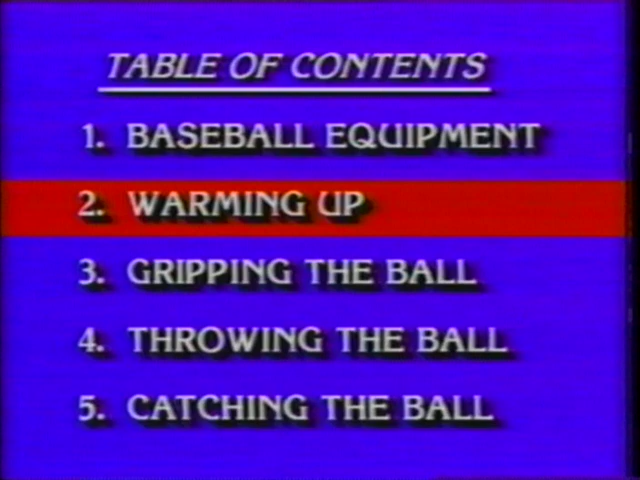 TABLE OF CONTENTS
1. BASEBALL EQUIPMENT
2. WARMING UP
3. GRIPPING THE BALL
4. THROWING THE BALL
5. CATCHING THE BALL